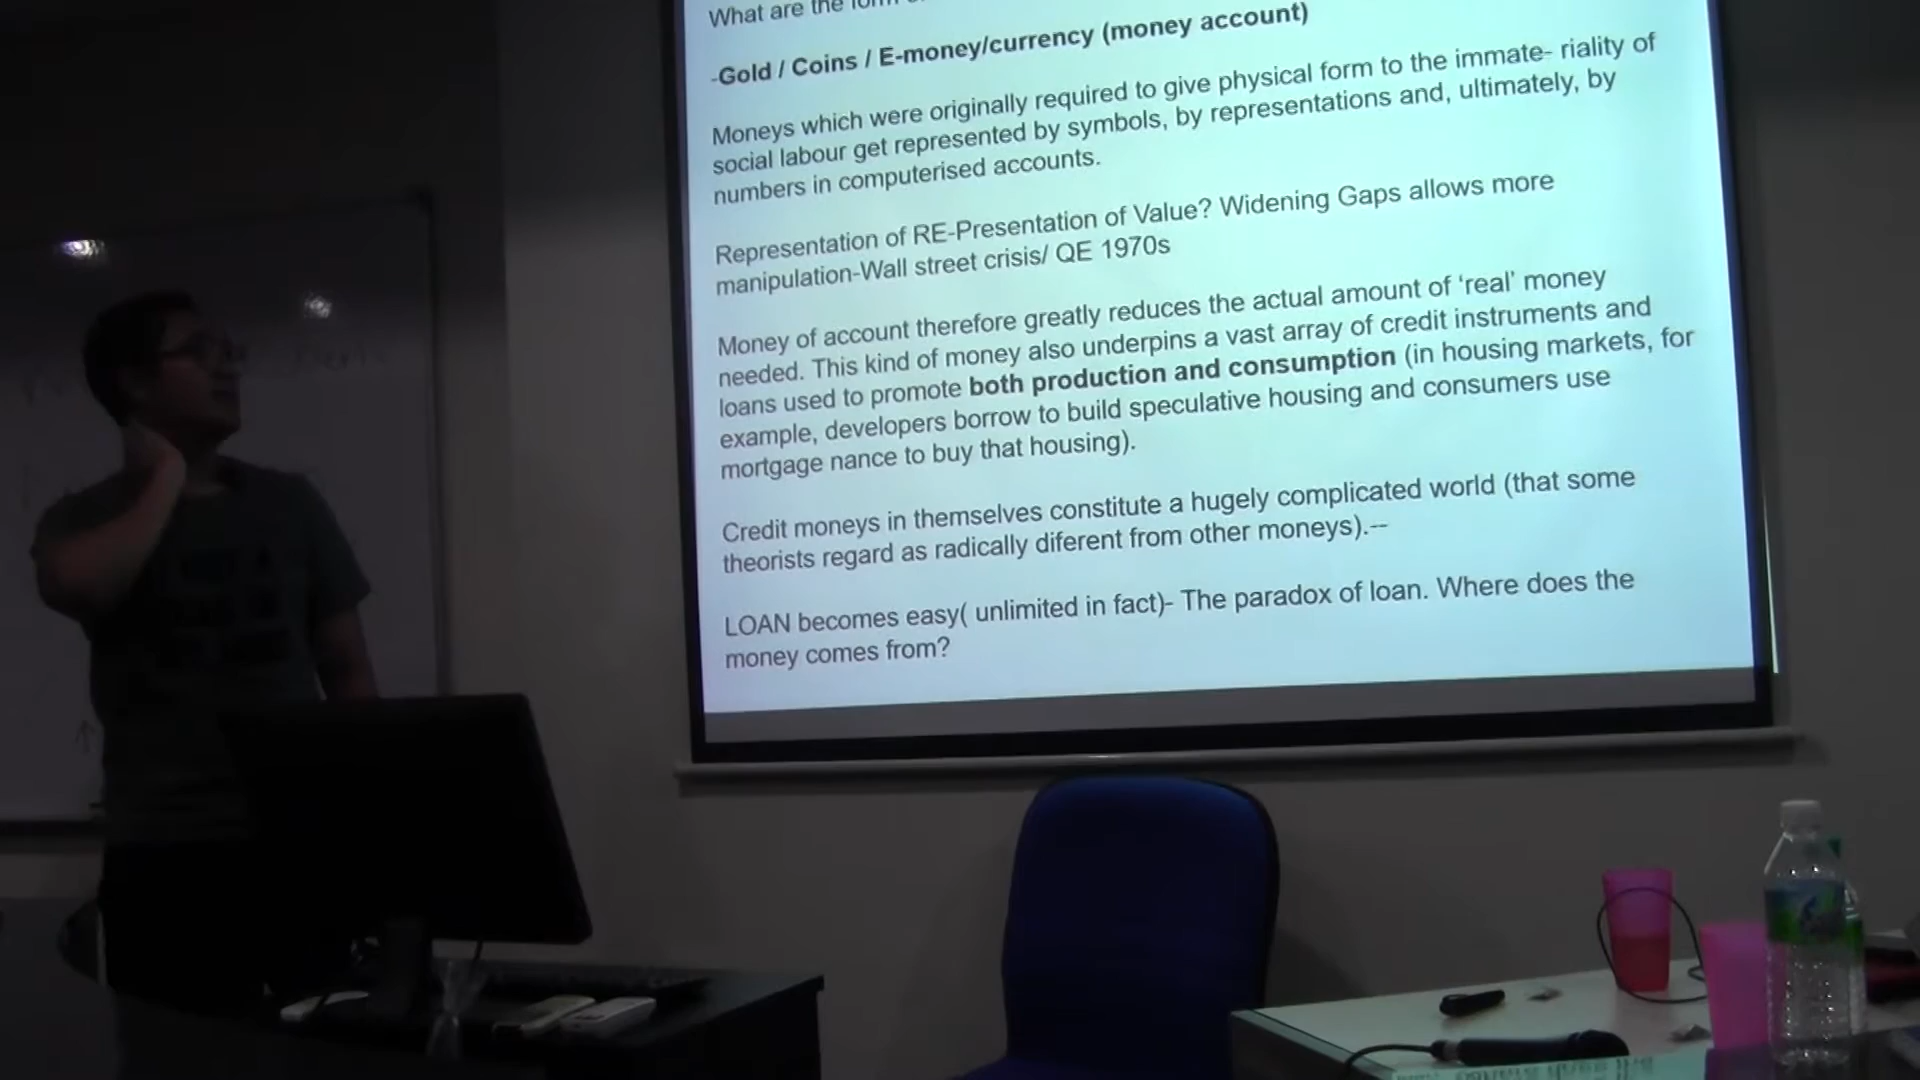 What are the
-Gold / Coins / E-money/currency (money account)
Moneys which were originally required to give physical form to the immate- riality of
social labour get represented by symbols, by representations and, ultimately, by
numbers in computerised accounts.
Representation of RE-Presentation of Value? Widening Gaps allows more
manipulation-Wall street crisis/ QE 1970s
Money of account therefore greatly reduces the actual amount of ‘real’ money
needed. This kind of money also underpins a vast array of credit instruments and
loans used to promote both production and consumption (in housing markets, for
example, developers borrow to build speculative housing and consumers use
mortgage nance to buy that housing).
Credit moneys in themselves constitute a hugely complicated world (that some
theorists regard as radically diferent from other moneys).--
LOAN becomes easy( unlimited in fact)- The paradox of loan. Where does the
money comes from?